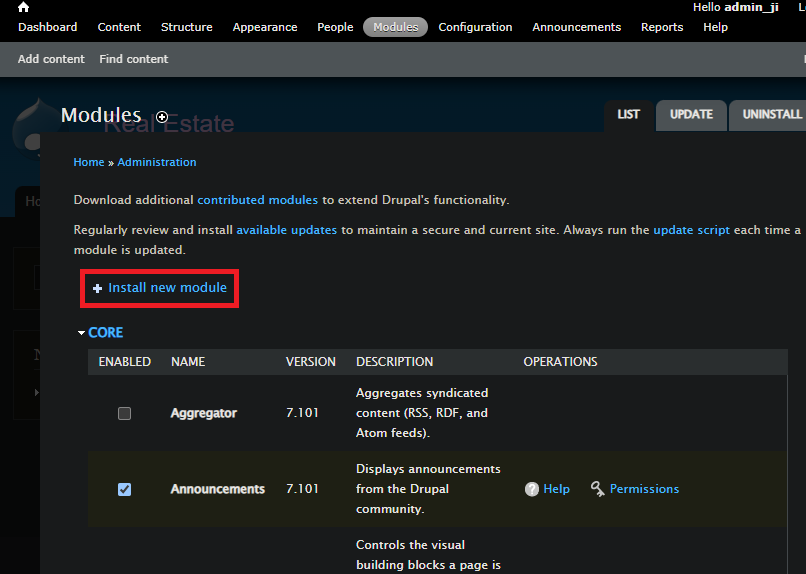 Hello admin_ji
Dashboard Content Structure Appearance People Modules Configuration Announcements Reports Help
Add content Find content
Modules
Real Estate
LIST UPDATE UNINSTALL
Home » Administration
Download additional contributed modules to extend Drupal's functionality.
Regularly review and install available updates to maintain a secure and current site. Always run the update script each time a
module is updated.
Install new module
CORE
ENABLED NAME VERSION DESCRIPTION OPERATIONS
Aggregator 7.101 Aggregates syndicated
content (RSS, RDF, and
Atom feeds).
Announcements 7.101 Displays announcements
from the Drupal
community.
Help Permissions
Controls the visual
building blocks a page is